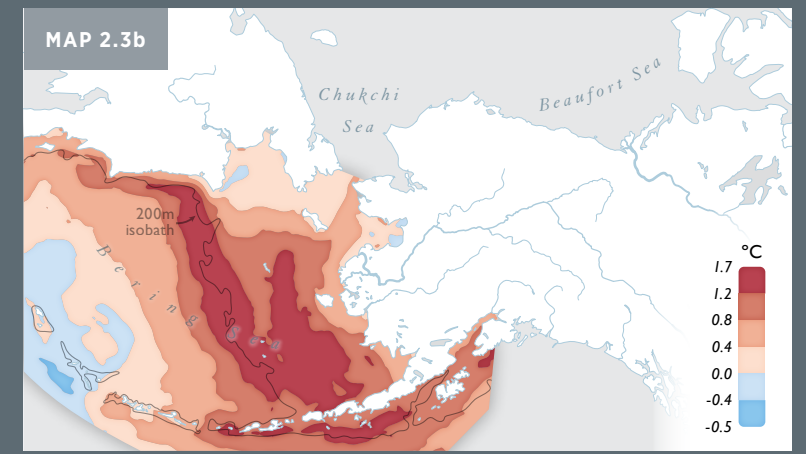 MAP 2.3b
Chukchi
Sea
Beaufort Sea
200m
isobath
Bering Sea
°C
1.7
1.2
0.8
0.4
0.0
-0.4
-0.5